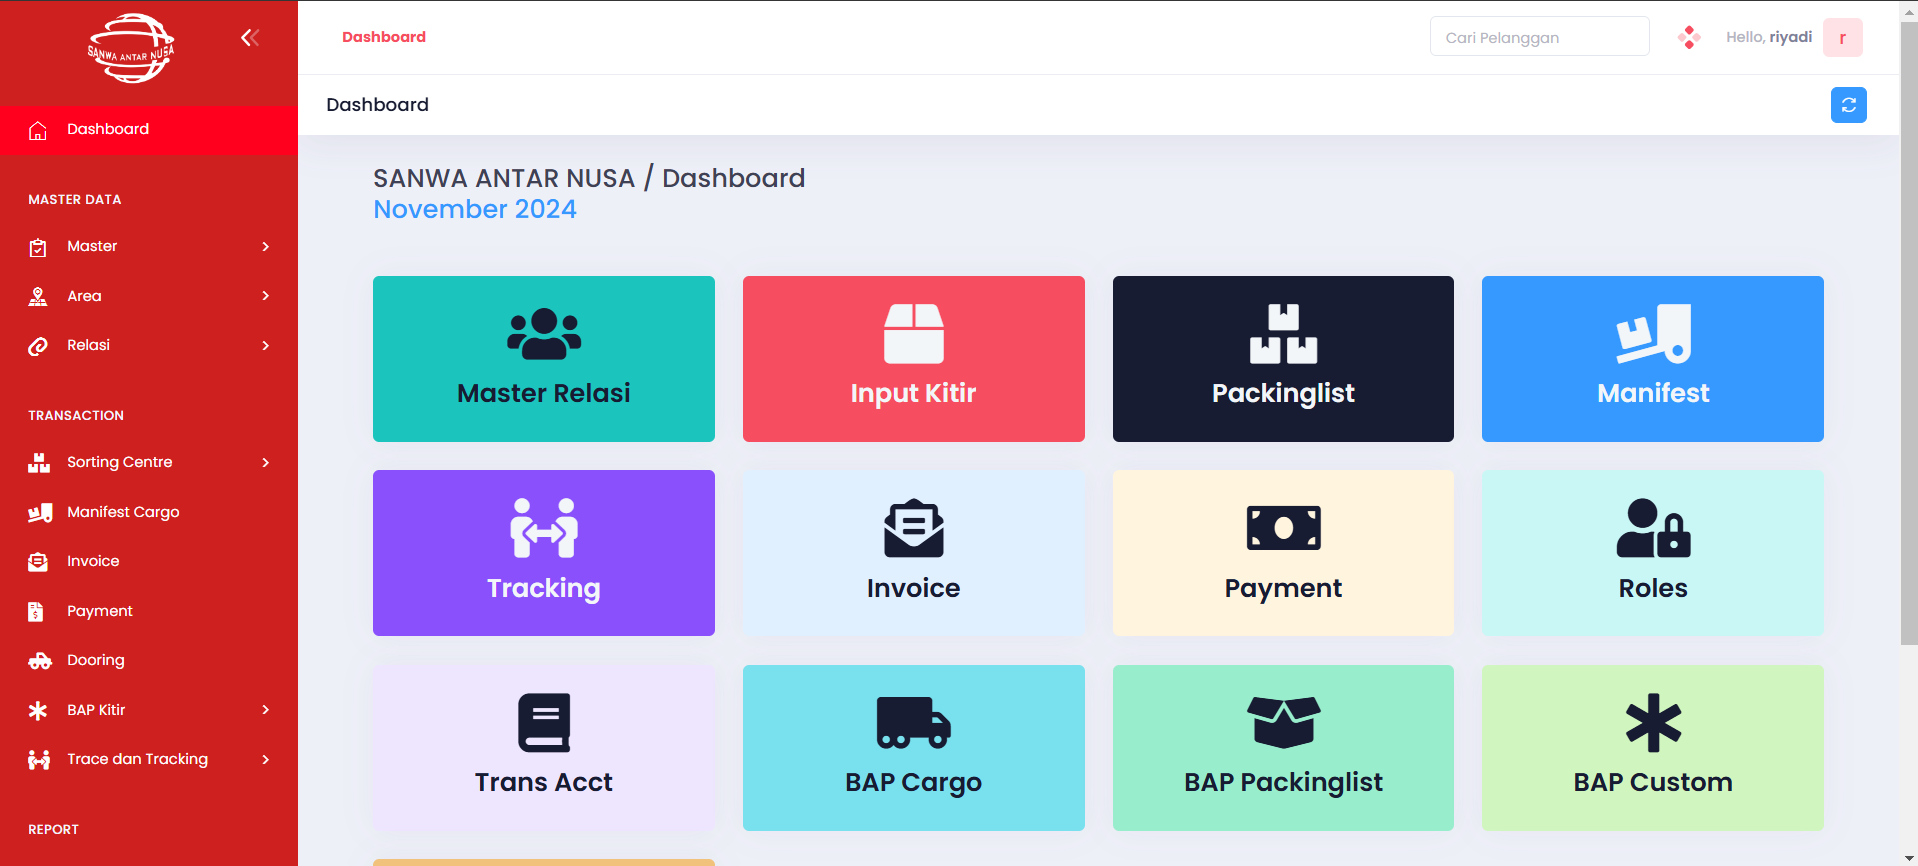 SANWA ANTAR NUSA
Dashboard
MASTER DATA
Master
Area
Relasi
TRANSACTION
Sorting Centre
Manifest Cargo
Invoice
Payment
Dooring
BAP Kitir
Trace dan Tracking
REPORT
Dashboard
Cari Pelanggan
Hello, riyadi
r
Dashboard
SANWA ANTAR NUSA / Dashboard
November 2024
Master Relasi
Input Kitir
Packinglist
Manifest
Tracking
Invoice
Payment
Roles
Trans Acct
BAP Cargo
BAP Packinglist
BAP Custom